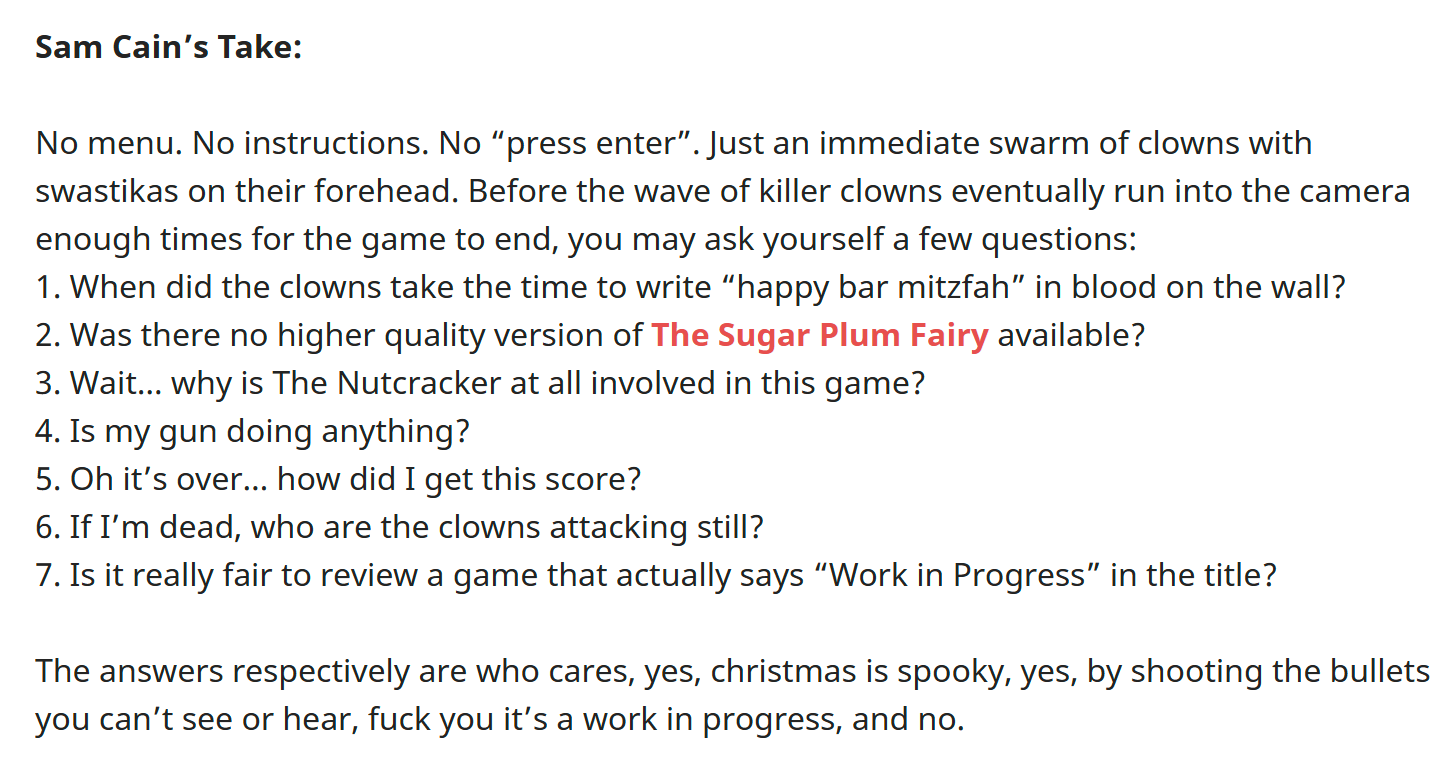 Sam Cain’s Take:
No menu. No instructions. No “press enter”. Just an immediate swarm of clowns with
swastikas on their forehead. Before the wave of killer clowns eventually run into the camera
enough times for the game to end, you may ask yourself a few questions:
1. When did the clowns take the time to write “happy bar mitzfah” in blood on the wall?
2. Was there no higher quality version of The Sugar Plum Fairy available?
3. Wait… why is The Nutcracker at all involved in this game?
4. Is my gun doing anything?
5. Oh it’s over… how did I get this score?
6. If I’m dead, who are the clowns attacking still?
7. Is it really fair to review a game that actually says “Work in Progress” in the title?
The answers respectively are who cares, yes, christmas is spooky, yes, by shooting the bullets
you can’t see or hear, fuck you it’s a work in progress, and no.